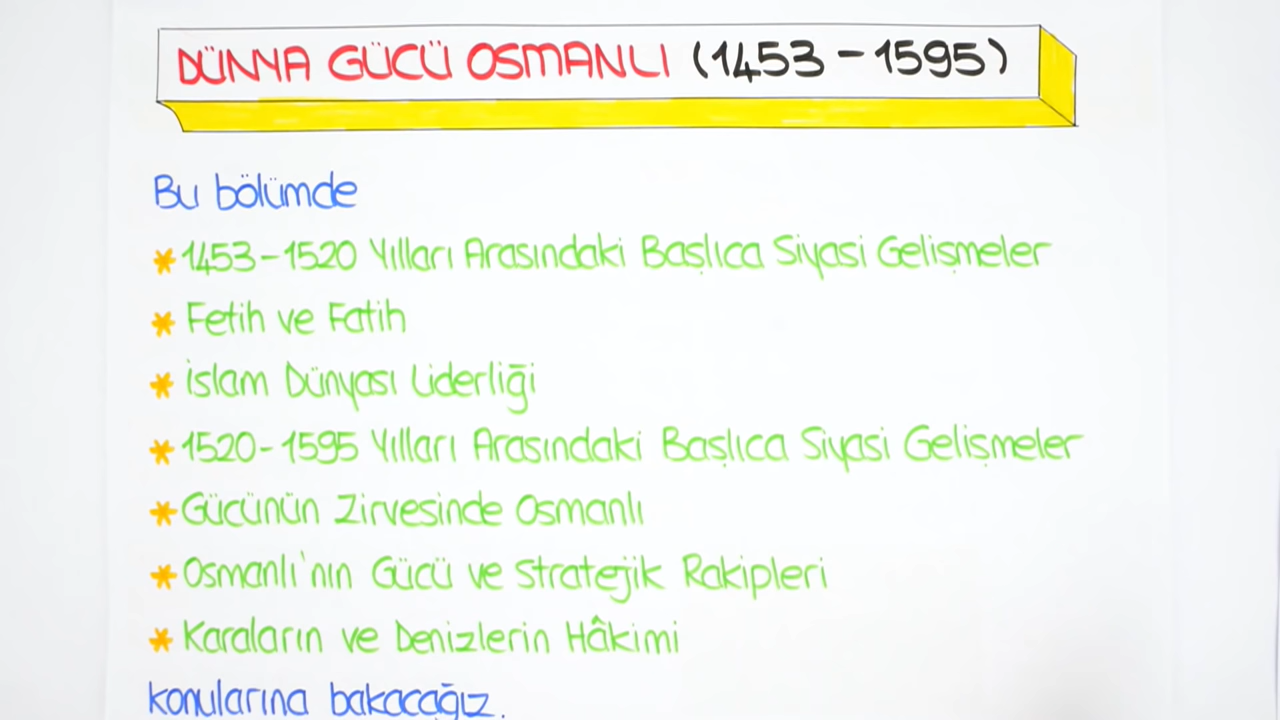 DÜNYA GÜCÜ OSMANLI (1453-1595)
Bu bölümde
* 1453-1520 Yılları Arasındaki Başlıca Siyasi Gelişmeler
* Fetih ve Fatih
* İslam Dünyası Liderliği
* 1520-1595 Yılları Arasındaki Başlıca Siyasi Gelişmeler
* Gücünün Zirvesinde Osmanlı
* Osmanlı'nın Gücü ve Stratejik Rakipleri
* Karaların ve Denizlerin Hâkimi
konularına bakacağız.